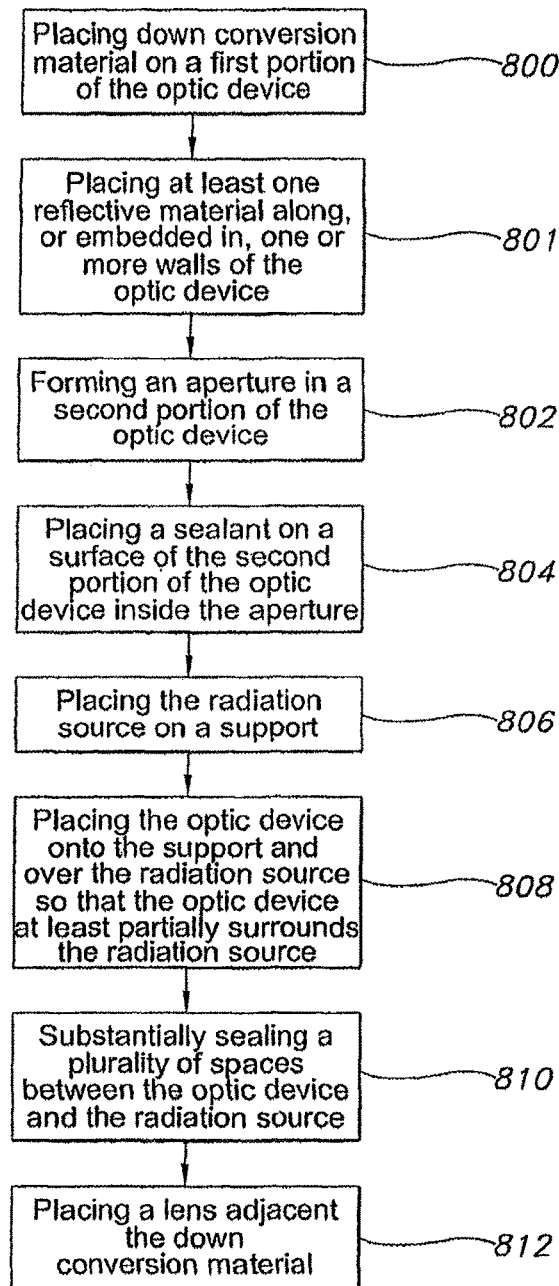 Placing down conversion
material on a first portion
of the optic device
800
Placing at least one
reflective material along,
or embedded in, one or
more walls of the
optic device
801
Forming an aperture in a
second portion of the
optic device
802
Placing a sealant on a
surface of the second
portion of the optic
device inside the aperture
804
Placing the radiation
source on a support
806
Placing the optic device
onto the support and
over the radiation source
so that the optic device
at least partially surrounds
the radiation source
808
Substantially sealing a
plurality of spaces
between the optic device
and the radiation source
810
Placing a lens adjacent
the down
conversion material
812